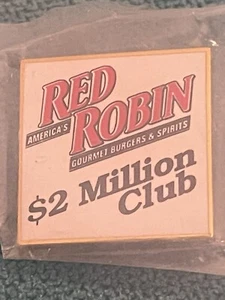 RED
AMERICA'S ROBIN
GOURMET BURGERS & SPIRITS
$2 Million
Club